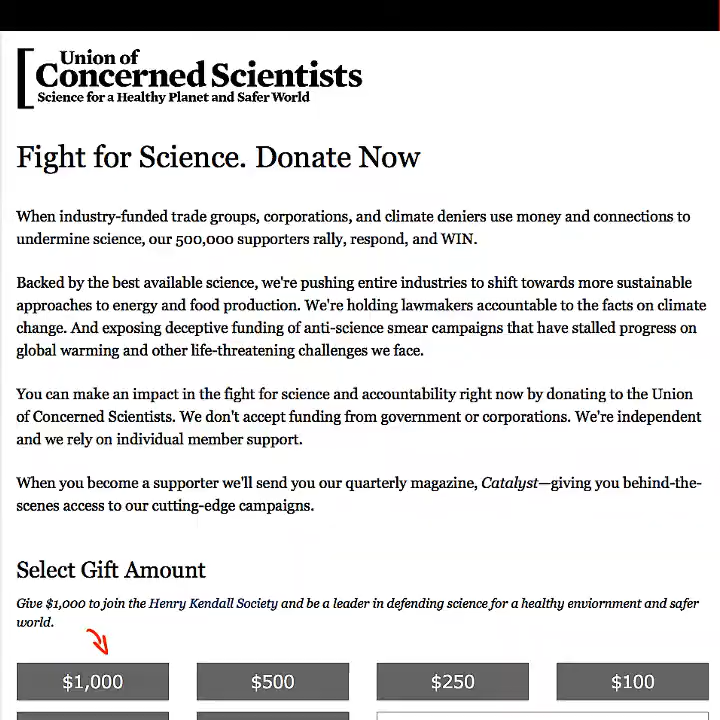 Union of
Concerned Scientists
Science for a Healthy Planet and Safer World
Fight for Science. Donate Now
When industry-funded trade groups, corporations, and climate deniers use money and connections to
undermine science, our 500,000 supporters rally, respond, and WIN.
Backed by the best available science, we're pushing entire industries to shift towards more sustainable
approaches to energy and food production. We're holding lawmakers accountable to the facts on climate
change. And exposing deceptive funding of anti-science smear campaigns that have stalled progress on
global warming and other life-threatening challenges we face.
You can make an impact in the fight for science and accountability right now by donating to the Union
of Concerned Scientists. We don't accept funding from government or corporations. We're independent
and we rely on individual member support.
When you become a supporter we'll send you our quarterly magazine, Catalyst—giving you behind-the-
scenes access to our cutting-edge campaigns.
Select Gift Amount
Give $1,000 to join the Henry Kendall Society and be a leader in defending science for a healthy enviornment and safer
world.
$1,000 $500 $250 $100